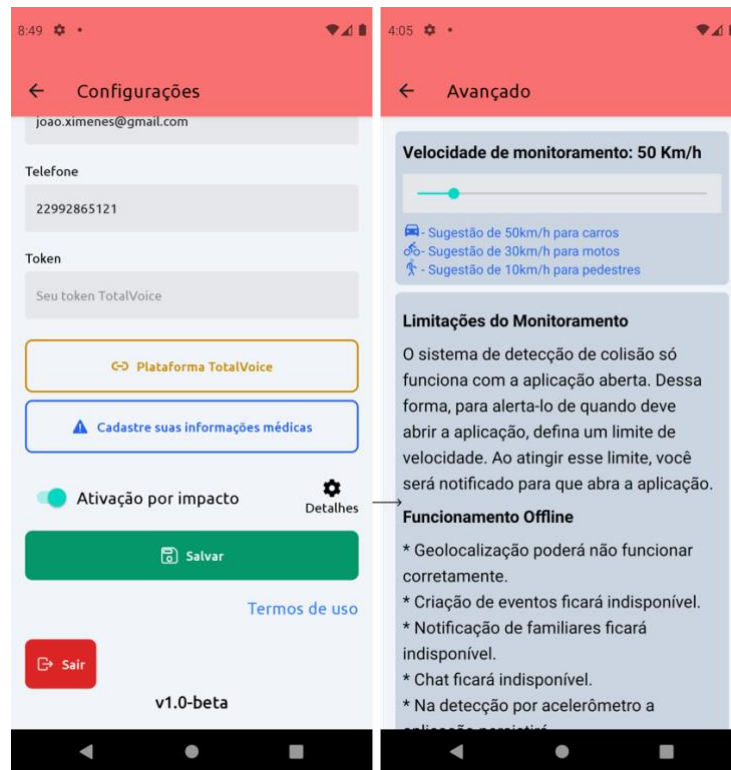 8:49
Configurações
joao.ximenes@gmail.com
Telefone
22992865121
Token
Seu token TotalVoice
Plataforma TotalVoice
Cadastre suas informações médicas
Ativação por impacto
Detalhes
Salvar
Termos de uso
Sair
v1.0-beta
4:05
Avançado
Velocidade de monitoramento: 50 Km/h
- Sugestão de 50km/h para carros
- Sugestão de 30km/h para motos
- Sugestão de 10km/h para pedestres
Limitações do Monitoramento
O sistema de detecção de colisão só
funciona com a aplicação aberta. Dessa
forma, para alerta-lo de quando deve
abrir a aplicação, defina um limite de
velocidade. Ao atingir esse limite, você
será notificado para que abra a aplicação.
Funcionamento Offline
* Geolocalização poderá não funcionar
corretamente.
* Criação de eventos ficará indisponível.
* Notificação de familiares ficará
indisponível.
* Chat ficará indisponível.
* Na detecção por acelerômetro a